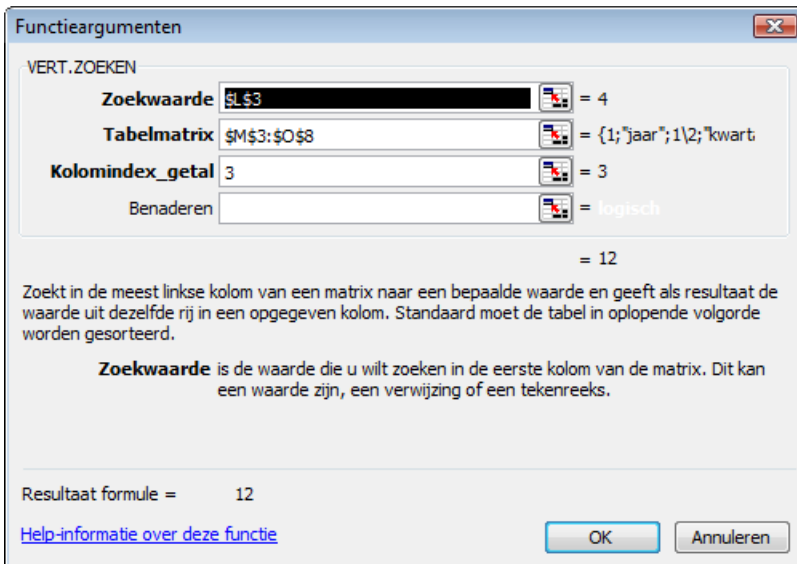 Functieargumenten
VERT.ZOEKEN
Zoekwaarde $L$3 = 4
Tabelmatrix $M$3:$O$8 = {1;"jaar";1\2;"kwarta
Kolomindex_getal 3 = 3
Benaderen = logisch
= 12
Zoekt in de meest linkse kolom van een matrix naar een bepaalde waarde en geeft als resultaat de
waarde uit dezelfde rij in een opgegeven kolom. Standaard moet de tabel in oplopende volgorde
worden gesorteerd.
Zoekwaarde is de waarde die u wilt zoeken in de eerste kolom van de matrix. Dit kan
een waarde zijn, een verwijzing of een tekenreeks.
Resultaat formule = 12
Help-informatie over deze functie
OK Annuleren